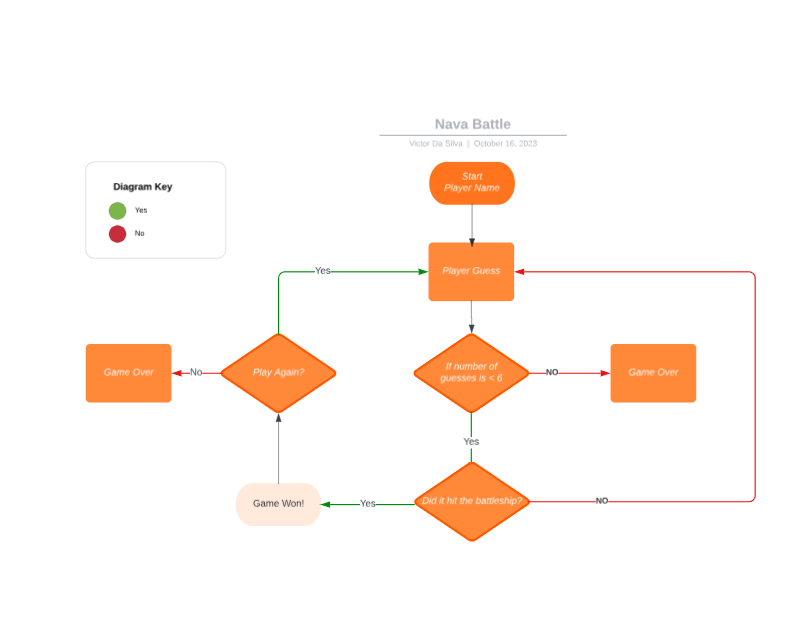 Nava Battle
Victor Da Silva | October 16, 2023
Start
Player Name
Diagram Key
Yes
No
Yes
Player Guess
Game Over
No
Play Again?
If number of
guesses is < 6
NO
Game Over
Yes
Game Won!
Yes
Did it hit the battleship?
NO